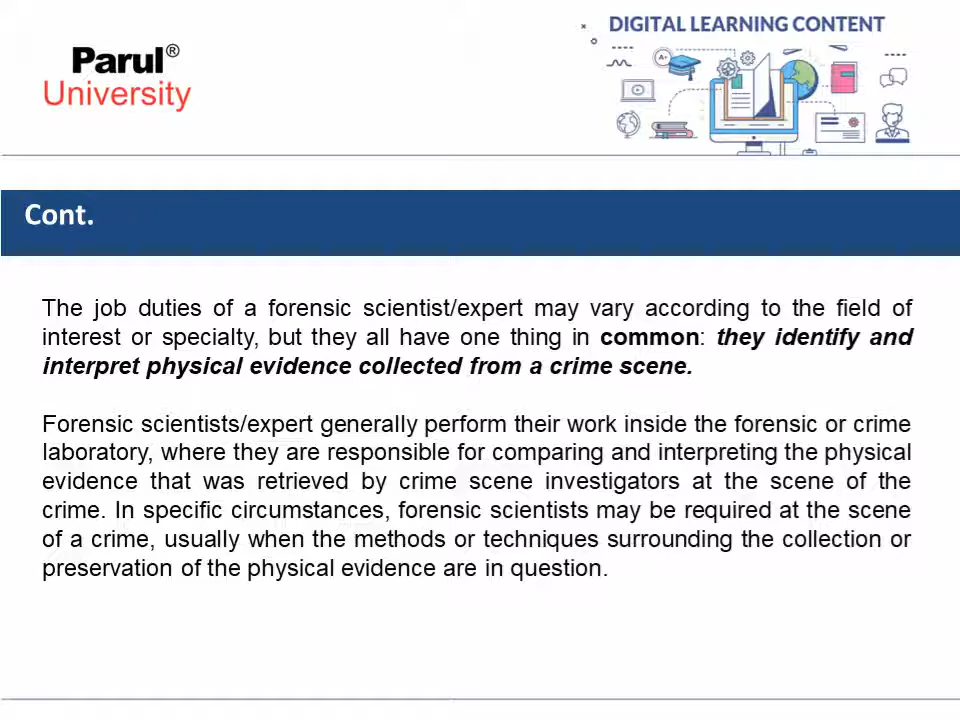 DIGITAL LEARNING CONTENT
Parul®
University
A+
Cont.
The job duties of a forensic scientist/expert may vary according to the field of
interest or specialty, but they all have one thing in common: they identify and
interpret physical evidence collected from a crime scene.
Forensic scientists/expert generally perform their work inside the forensic or crime
laboratory, where they are responsible for comparing and interpreting the physical
evidence that was retrieved by crime scene investigators at the scene of the
crime. In specific circumstances, forensic scientists may be required at the scene
of a crime, usually when the methods or techniques surrounding the collection or
preservation of the physical evidence are in question.